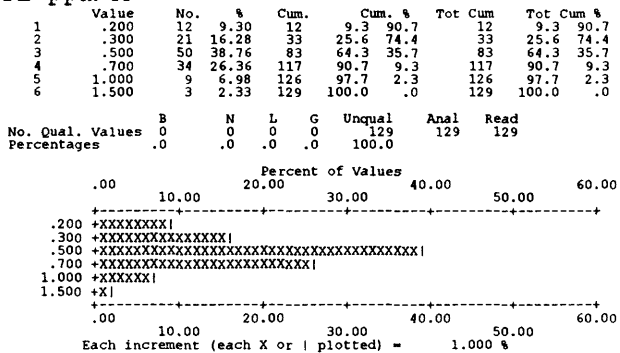 Value No. % Cum. Cum. % Tot Cum Tot Cum %
1 .200 12 9.30 12 9.3 90.7 12 9.3 90.7
2 .300 21 16.28 33 25.6 74.4 33 25.6 74.4
3 .500 50 38.76 83 64.3 35.7 83 64.3 35.7
4 .700 34 26.36 117 90.7 9.3 117 90.7 9.3
5 1.000 9 6.98 126 97.7 2.3 126 97.7 2.3
6 1.500 3 2.33 129 100.0 .0 129 100.0 .0
B N L G Unqual Anal Read
No. Qual. Values 0 0 0 0 129 129 129
Percentages .0 .0 .0 .0 100.0
Percent of Values
.00 20.00 40.00 60.00
10.00 30.00 50.00
+---------+---------+---------+---------+---------+---------+
.200 +XXXXXXXX|
.300 +XXXXXXXXXXXXXXX|
.500 +XXXXXXXXXXXXXXXXXXXXXXXXXXXXXXXXXXXXXX|
.700 +XXXXXXXXXXXXXXXXXXXXXXXXX|
1.000 +XXXXXX|
1.500 +X|
+---------+---------+---------+---------+---------+---------+
.00 20.00 40.00 60.00
10.00 30.00 50.00
Each increment (each X or | plotted) = 1.000 %